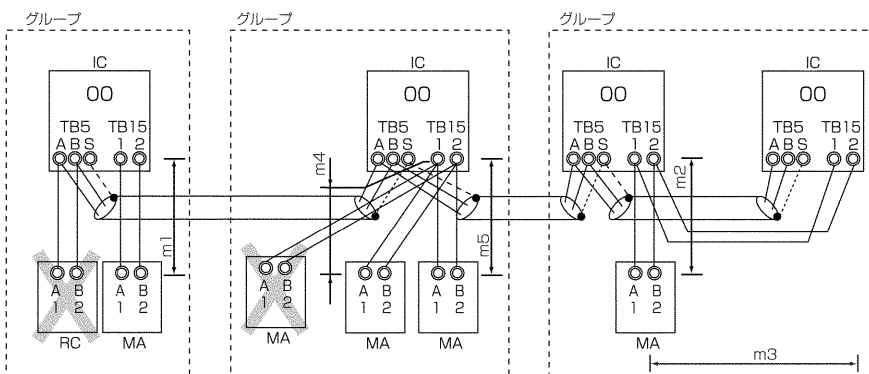 グループ グループ グループ
IC IC IC IC
00 00 00 00
TB5 TB15 TB5 TB15 TB5 TB15 TB5 TB15
A B S 1 2 A B S 1 2 A B S 1 2 A B S 1 2
m1 m4 m5 m2
A B A B A B A B A B A B
1 2 1 2 1 2 1 2 1 2 1 2
RC MA MA MA MA MA
m3